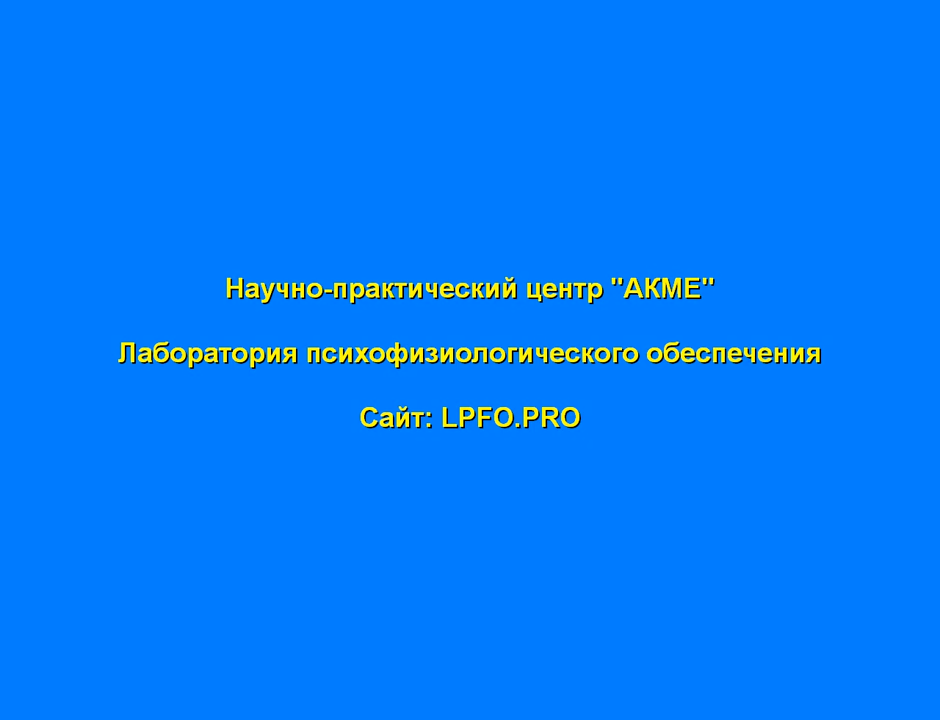 Научно-практический центр "АКМЕ"
Лаборатория психофизиологического обеспечения
Сайт: LPFO.PRO